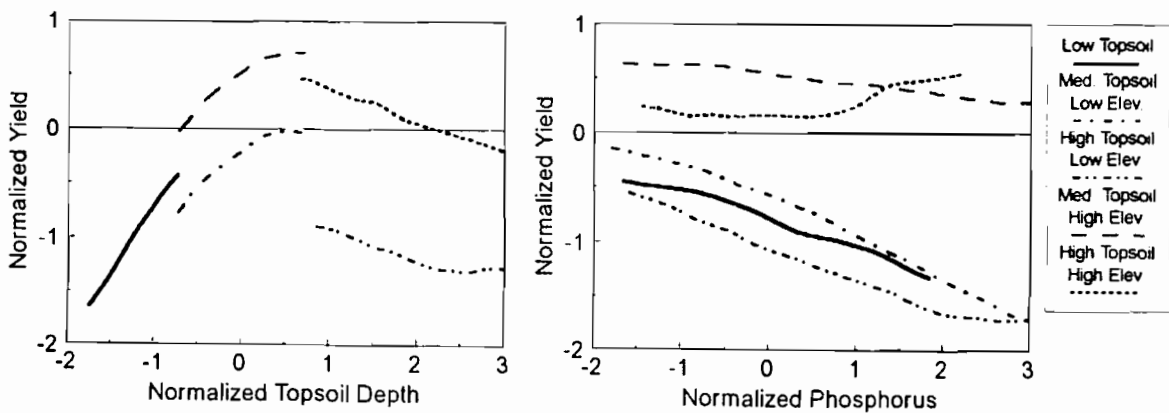 1
0
-1
-2
Normalized Yield
-2
-1
0
1
2
3
Normalized Topsoil Depth
1
0
-1
-2
Normalized Yield
-2
-1
0
1
2
3
Normalized Phosphorus
Low Topsoil
Med. Topsoil
Low Elev.
High Topsoil
Low Elev
Med. Topsoil
High Elev
High Topsoil
High Elev